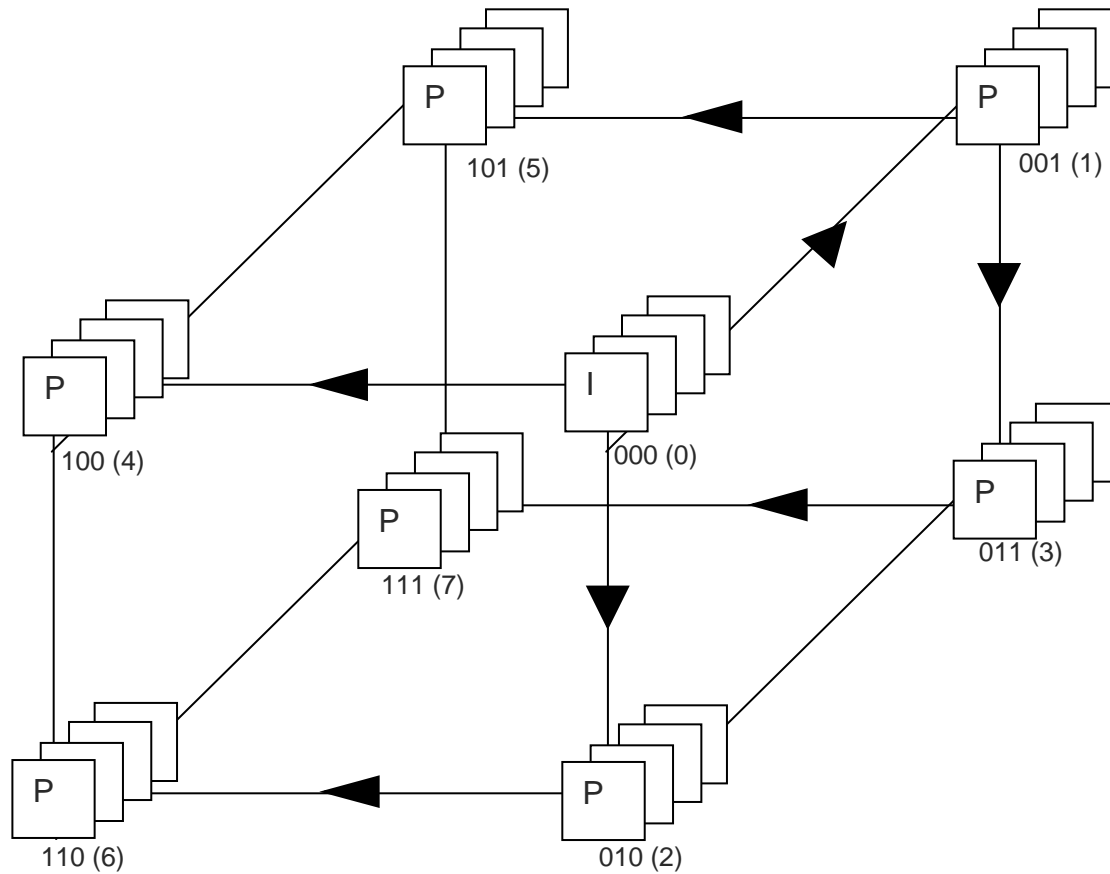 P
P
101 (5)
001 (1)
P
I
100 (4)
000 (0)
P
P
111 (7)
011 (3)
P
P
110 (6)
010 (2)